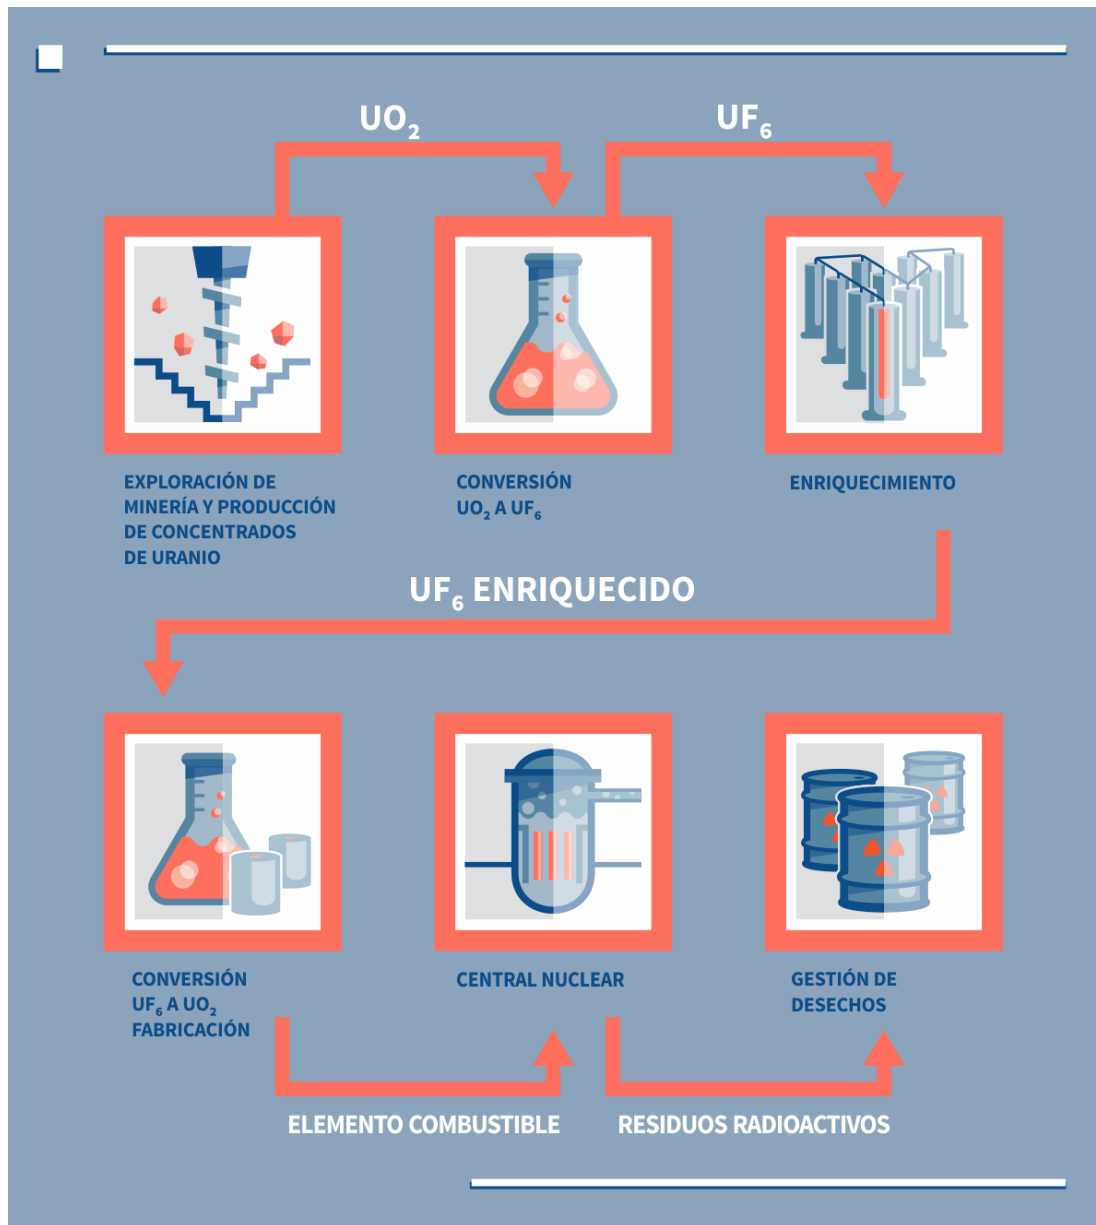 UO₂
UF₆
EXPLORACIÓN DE
MINERÍA Y PRODUCCIÓN
DE CONCENTRADOS
DE URANIO
CONVERSIÓN
UO₂ A UF₆
ENRIQUECIMIENTO
UF₆ ENRIQUECIDO
CONVERSIÓN
UF₆ A UO₂
FABRICACIÓN
CENTRAL NUCLEAR
GESTIÓN DE
DESECHOS
ELEMENTO COMBUSTIBLE
RESIDUOS RADIOACTIVOS